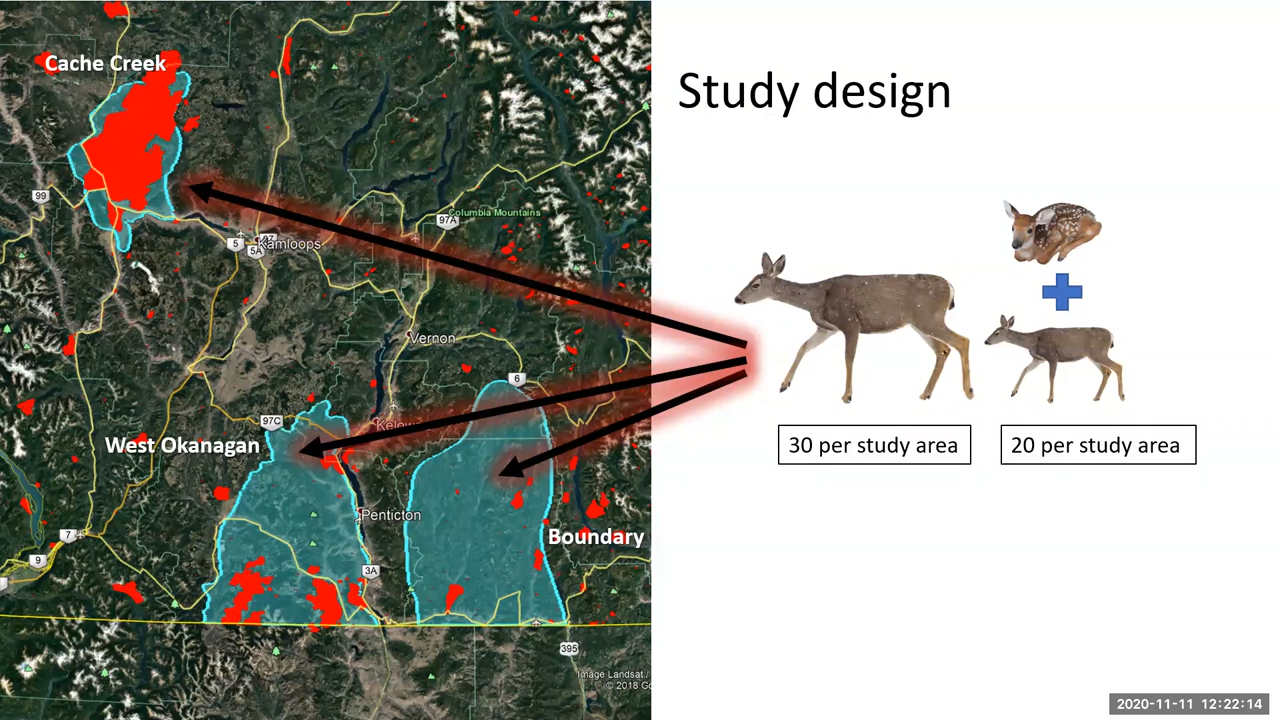 Cache Creek
Study design
99
97A
Columbia Mountains
5
5A
Kamloops
Vernon
6
97C
West Okanagan
30 per study area
20 per study area
Penticton
7
Boundary
9
3A
395
Image Landsat /
© 2018 Go
2020-11-11 12:22:14